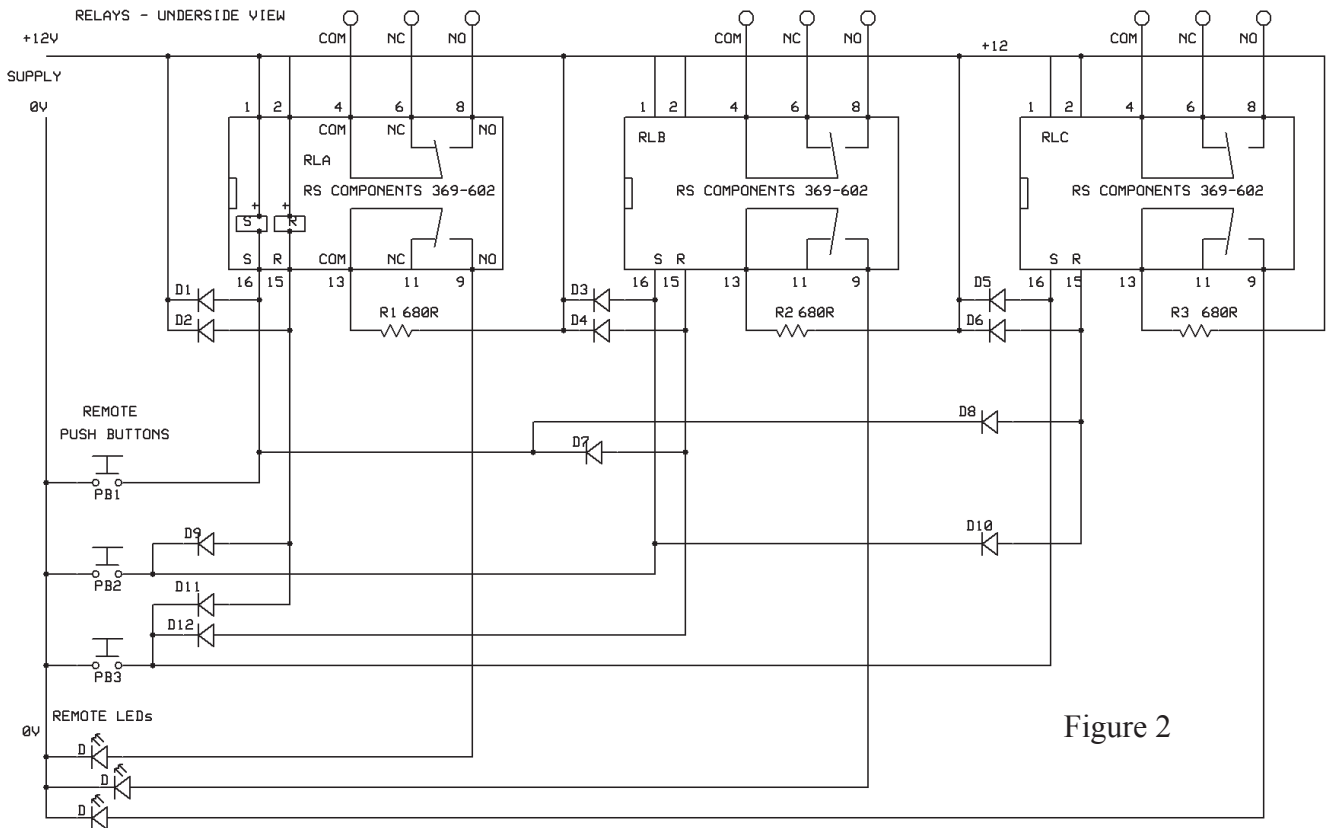 RELAYS - UNDERSIDE VIEW
+12V
SUPPLY
0V
COM NC NO
COM NC NO
+12
COM NC NO
1 2 4 6 8
1 2 4 6 8
1 2 4 6 8
COM NC NO
RLA
RLB
RLC
RS COMPONENTS 369-602
RS COMPONENTS 369-602
RS COMPONENTS 369-602
+ +
S R
S R COM NC NO
S R
S R
16 15 13 11 9
16 15 13 11 9
16 15 13 11 9
D1
D2
R1 680R
D3
D4
R2 680R
D5
D6
R3 680R
REMOTE
PUSH BUTTONS
D8
D7
PB1
D9
D10
PB2
D11
D12
PB3
REMOTE LEDs
0V
D
D
D
Figure 2